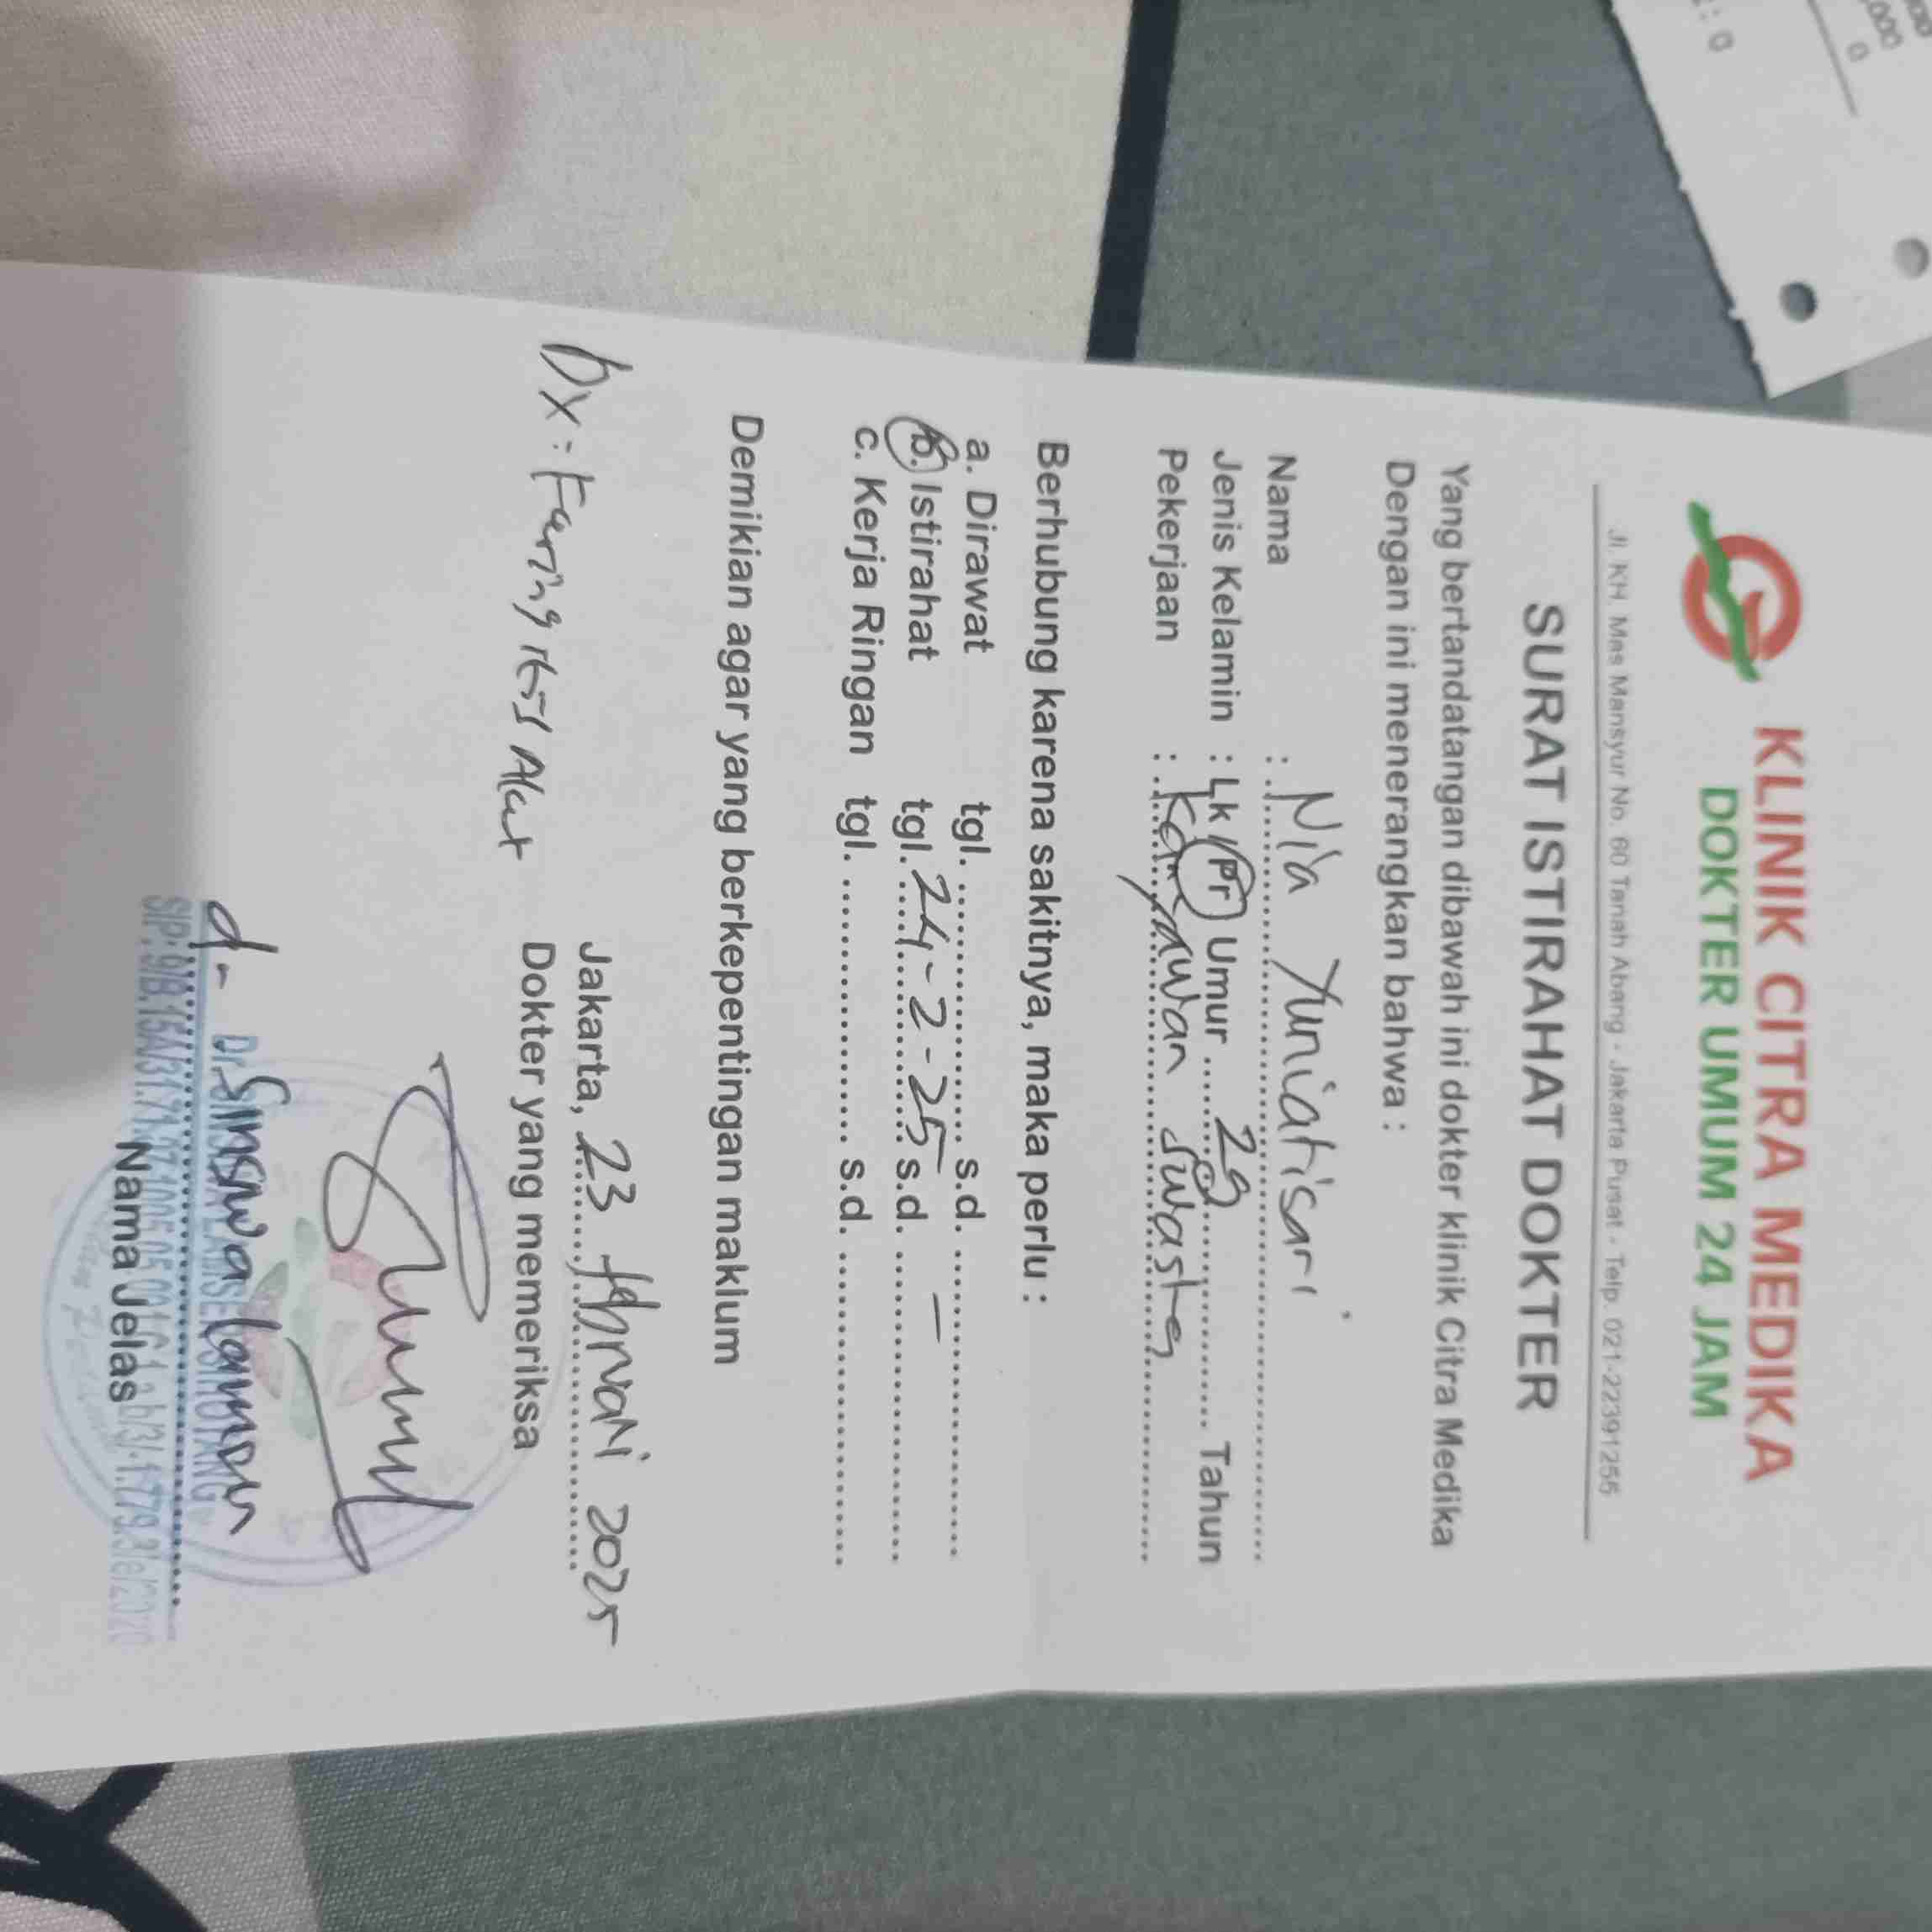 KLINIK CITRA MEDIKA
DOKTER UMUM 24 JAM
Jl. KH. Mas Mansyur No. 60 Tanah Abang - Jakarta Pusat - Telp. 021-22391255
SURAT ISTIRAHAT DOKTER
Yang bertandatangan dibawah ini dokter klinik Citra Medika
Dengan ini menerangkan bahwa :
Nama : Nia Yuniatisari
Jenis Kelamin : Lk / Pr Umur 29 Tahun
Pekerjaan : Karyawan swasta
Berhubung karena sakitnya, maka perlu :
a. Dirawat tgl. .................. s.d. ..................
b. Istirahat tgl. 24-2-25 s.d. –
c. Kerja Ringan tgl. .................. s.d. ..................
Demikian agar yang berkepentingan maklum
Jakarta, 23 Februari 2025
Dx : Faringitis Akut Dokter yang memeriksa
Nama Jelas